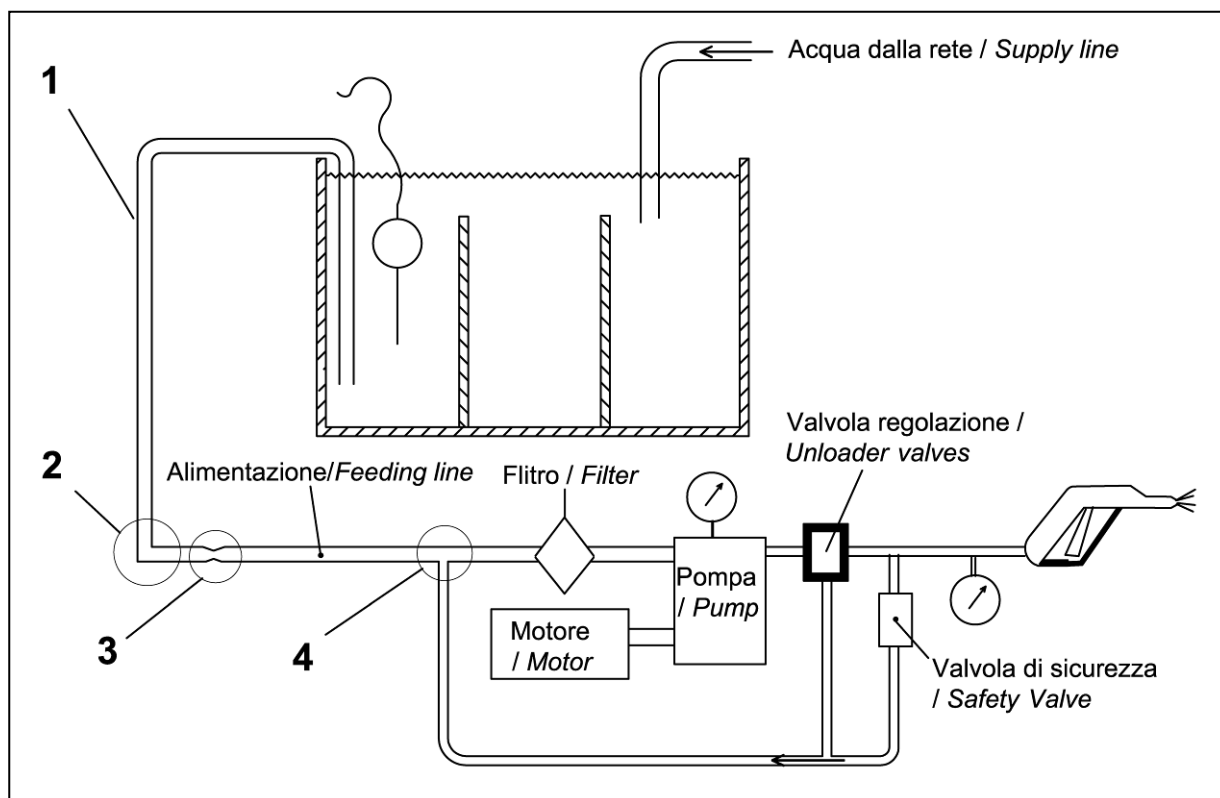 Acqua dalla rete / Supply line
1
Valvola regolazione /
Unloader valves
2
Alimentazione/Feeding line
Flitro / Filter
Pompa
/ Pump
3
4
Motore
/ Motor
Valvola di sicurezza
/ Safety Valve